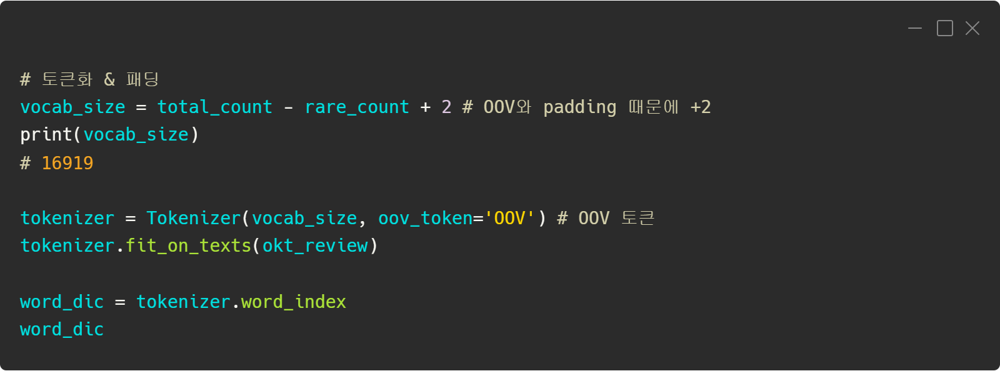 # 토큰화 & 패딩
vocab_size = total_count - rare_count + 2 # OOV와 padding 때문에 +2
print(vocab_size)
# 16919
tokenizer = Tokenizer(vocab_size, oov_token='OOV') # OOV 토큰
tokenizer.fit_on_texts(okt_review)
word_dic = tokenizer.word_index
word_dic